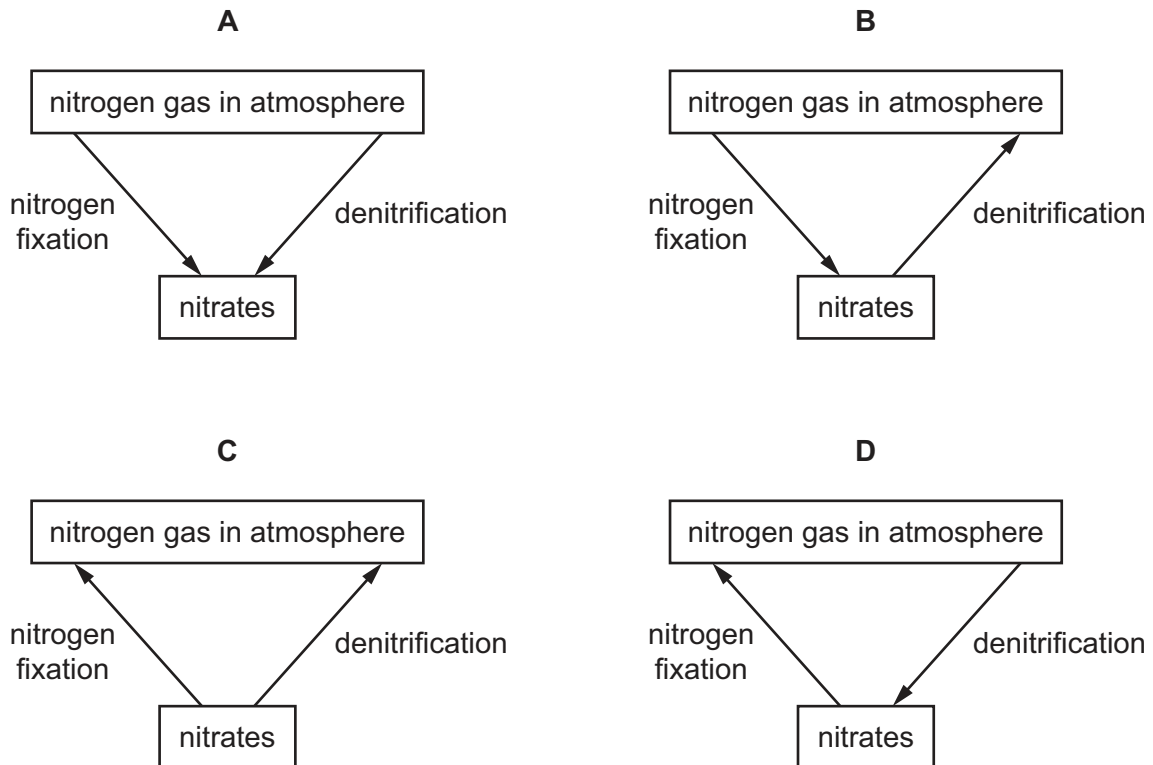 A
nitrogen gas in atmosphere
nitrogen
fixation
denitrification
nitrates
B
nitrogen gas in atmosphere
nitrogen
fixation
denitrification
nitrates
C
nitrogen gas in atmosphere
nitrogen
fixation
denitrification
nitrates
D
nitrogen gas in atmosphere
nitrogen
fixation
denitrification
nitrates